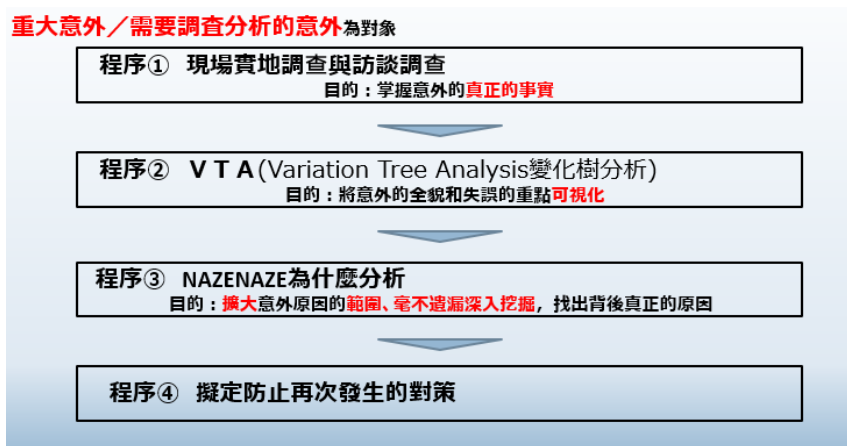 重大意外／需要調查分析的意外為對象
程序① 現場實地調查與訪談調查
目的：掌握意外的真正的事實
程序② ＶＴＡ(Variation Tree Analysis變化樹分析)
目的：將意外的全貌和失誤的重點可視化
程序③ NAZENAZE為什麼分析
目的：擴大意外原因的範圍、毫不遺漏深入挖掘，找出背後真正的原因
程序④ 擬定防止再次發生的對策